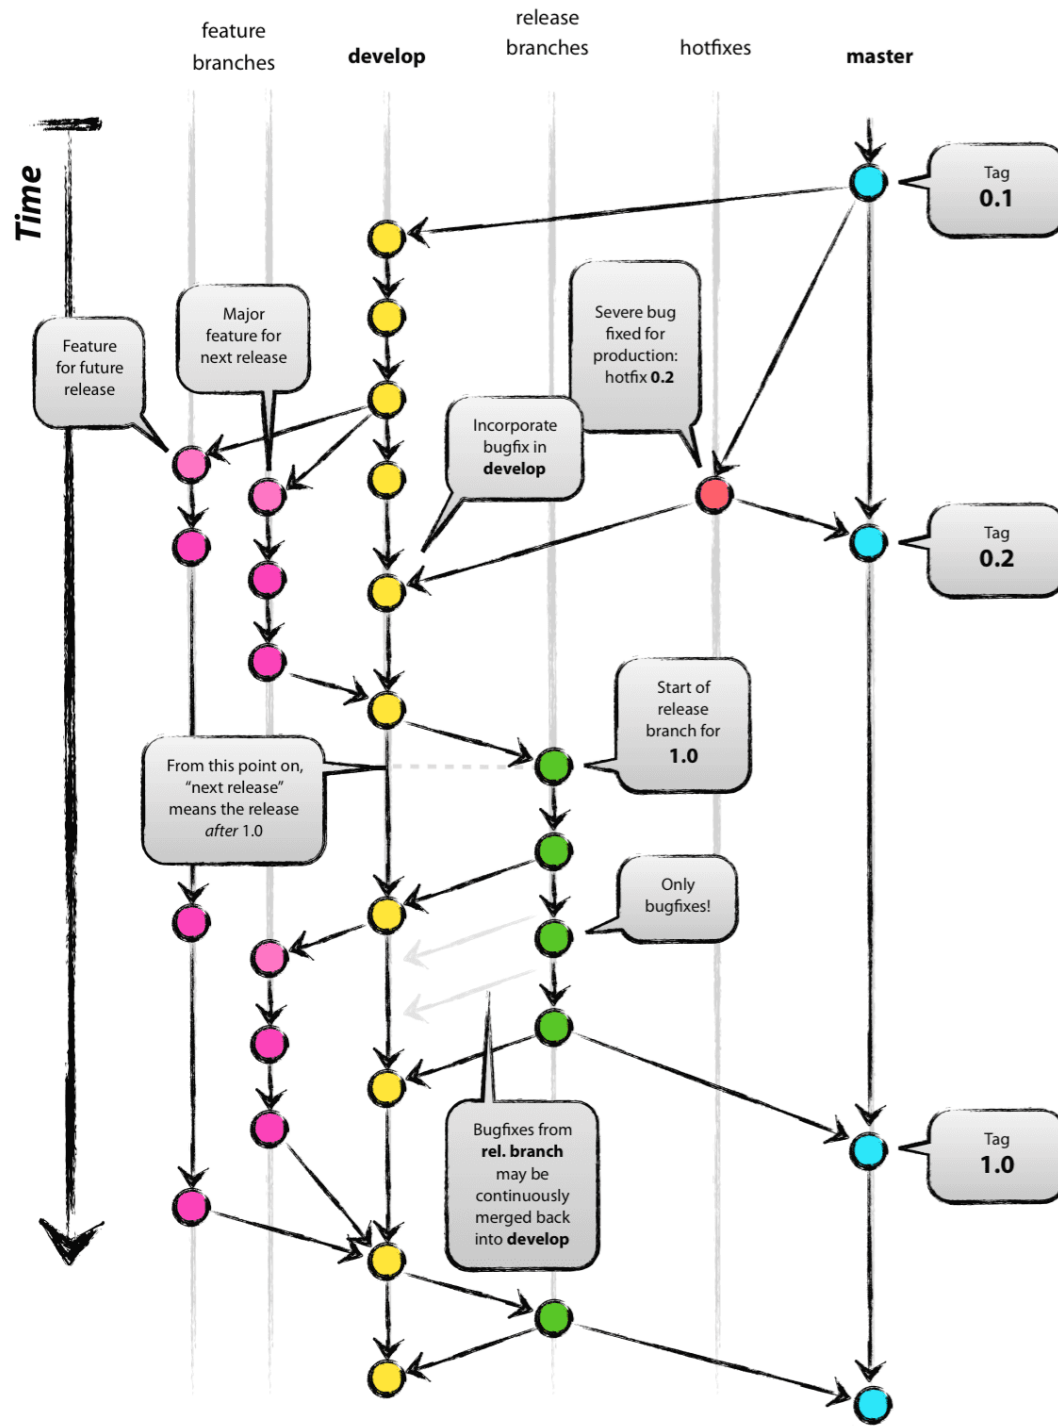 feature
branches
develop
release
branches
hotfixes
master
Time
Tag
0.1
Major
feature for
next release
Feature
for future
release
Severe bug
fixed for
production:
hotfix 0.2
Incorporate
bugfix in
develop
Tag
0.2
Start of
release
branch for
1.0
From this point on,
“next release”
means the release
after 1.0
Only
bugfixes!
Bugfixes from
rel. branch
may be
continuously
merged back
into develop
Tag
1.0